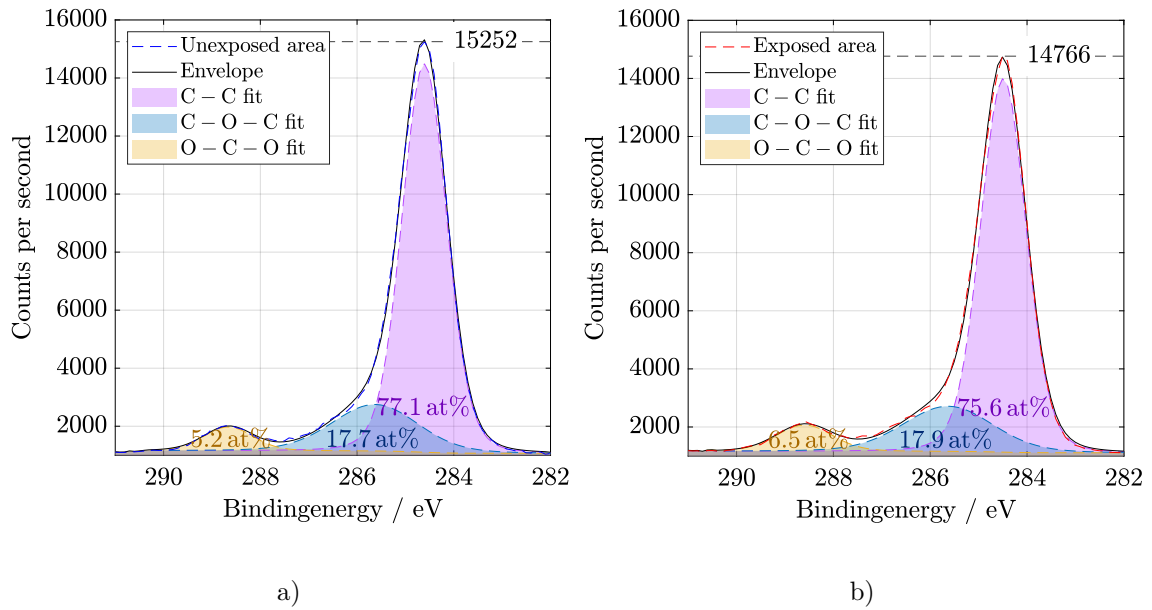 16000
14000
12000
10000
8000
6000
4000
2000
Counts per second
Unexposed area
Envelope
C – C fit
C – O – C fit
O – C – O fit
15252
77.1 at%
5.2 at%
17.7 at%
290
288
286
284
282
Bindingenergy / eV
a)
16000
14000
12000
10000
8000
6000
4000
2000
Counts per second
Exposed area
Envelope
C – C fit
C – O – C fit
O – C – O fit
14766
75.6 at%
6.5 at%
17.9 at%
290
288
286
284
282
Bindingenergy / eV
b)